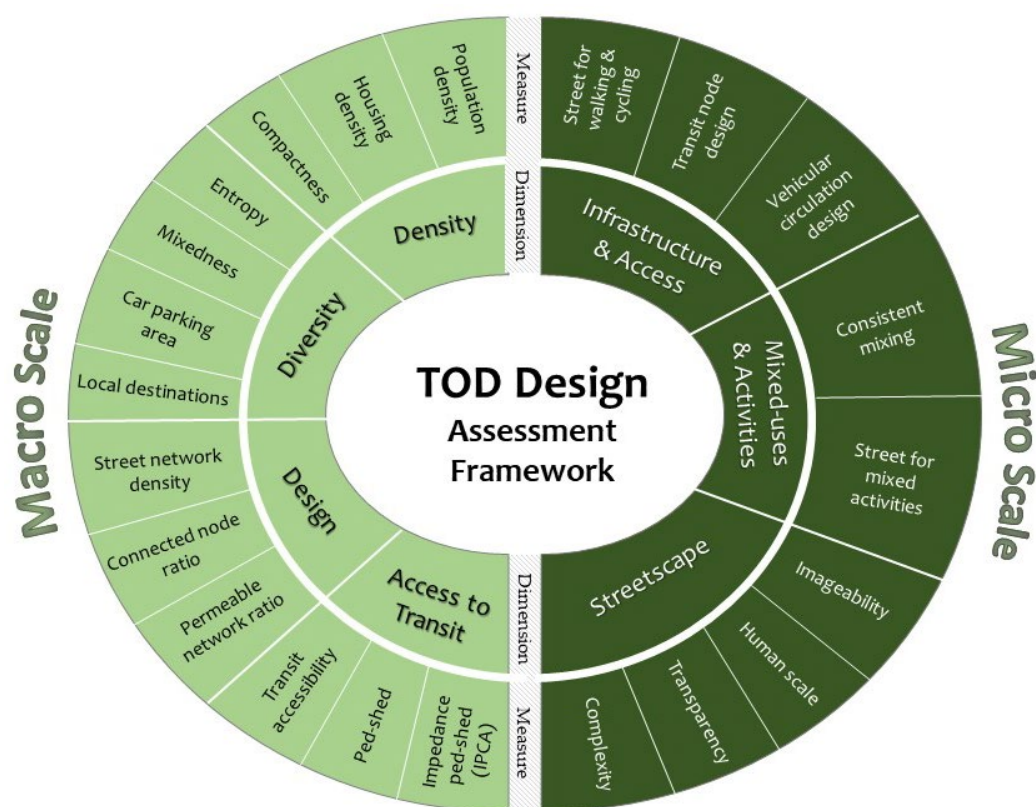 TOD Design
Assessment
Framework
Macro Scale
Micro Scale
Measure
Dimension
Dimension
Measure
Density
Population
density
Housing
density
Compactness
Diversity
Entropy
Mixedness
Car parking
area
Local destinations
Design
Street network
density
Connected node
ratio
Permeable
network ratio
Access to
Transit
Transit
accessibility
Ped-shed
Impedance
ped-shed
(IPCA)
Infrastructure
& Access
Street for
walking &
cycling
Transit node
design
Vehicular
circulation
design
Mixed-uses
& Activities
Consistent
mixing
Street for
mixed
activities
Streetscape
Imageability
Human scale
Transparency
Complexity